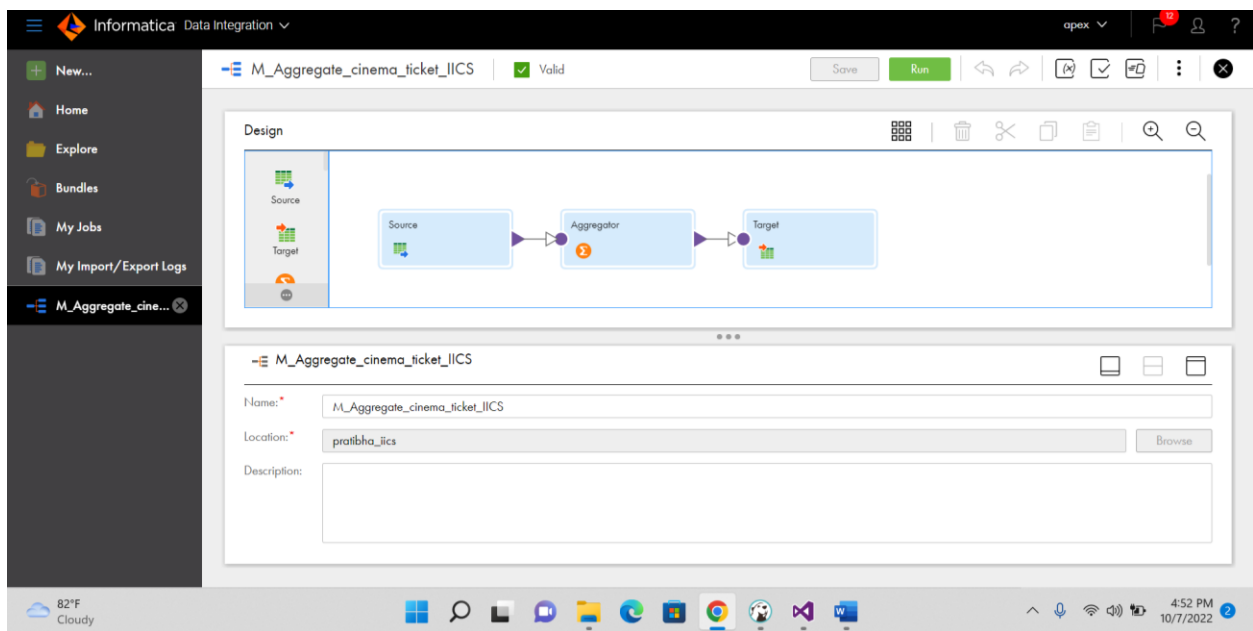 Informatica Data Integration
apex
12
?
New...
Home
Explore
Bundles
My Jobs
My Import/Export Logs
M_Aggregate_cine...
M_Aggregate_cinema_ticket_IICS
Valid
Save
Run
Design
Source
Target
Source
Aggregator
Target
M_Aggregate_cinema_ticket_IICS
Name:*
M_Aggregate_cinema_ticket_IICS
Location:*
pratibha_iics
Browse
Description:
82°F
Cloudy
4:52 PM
10/7/2022
2